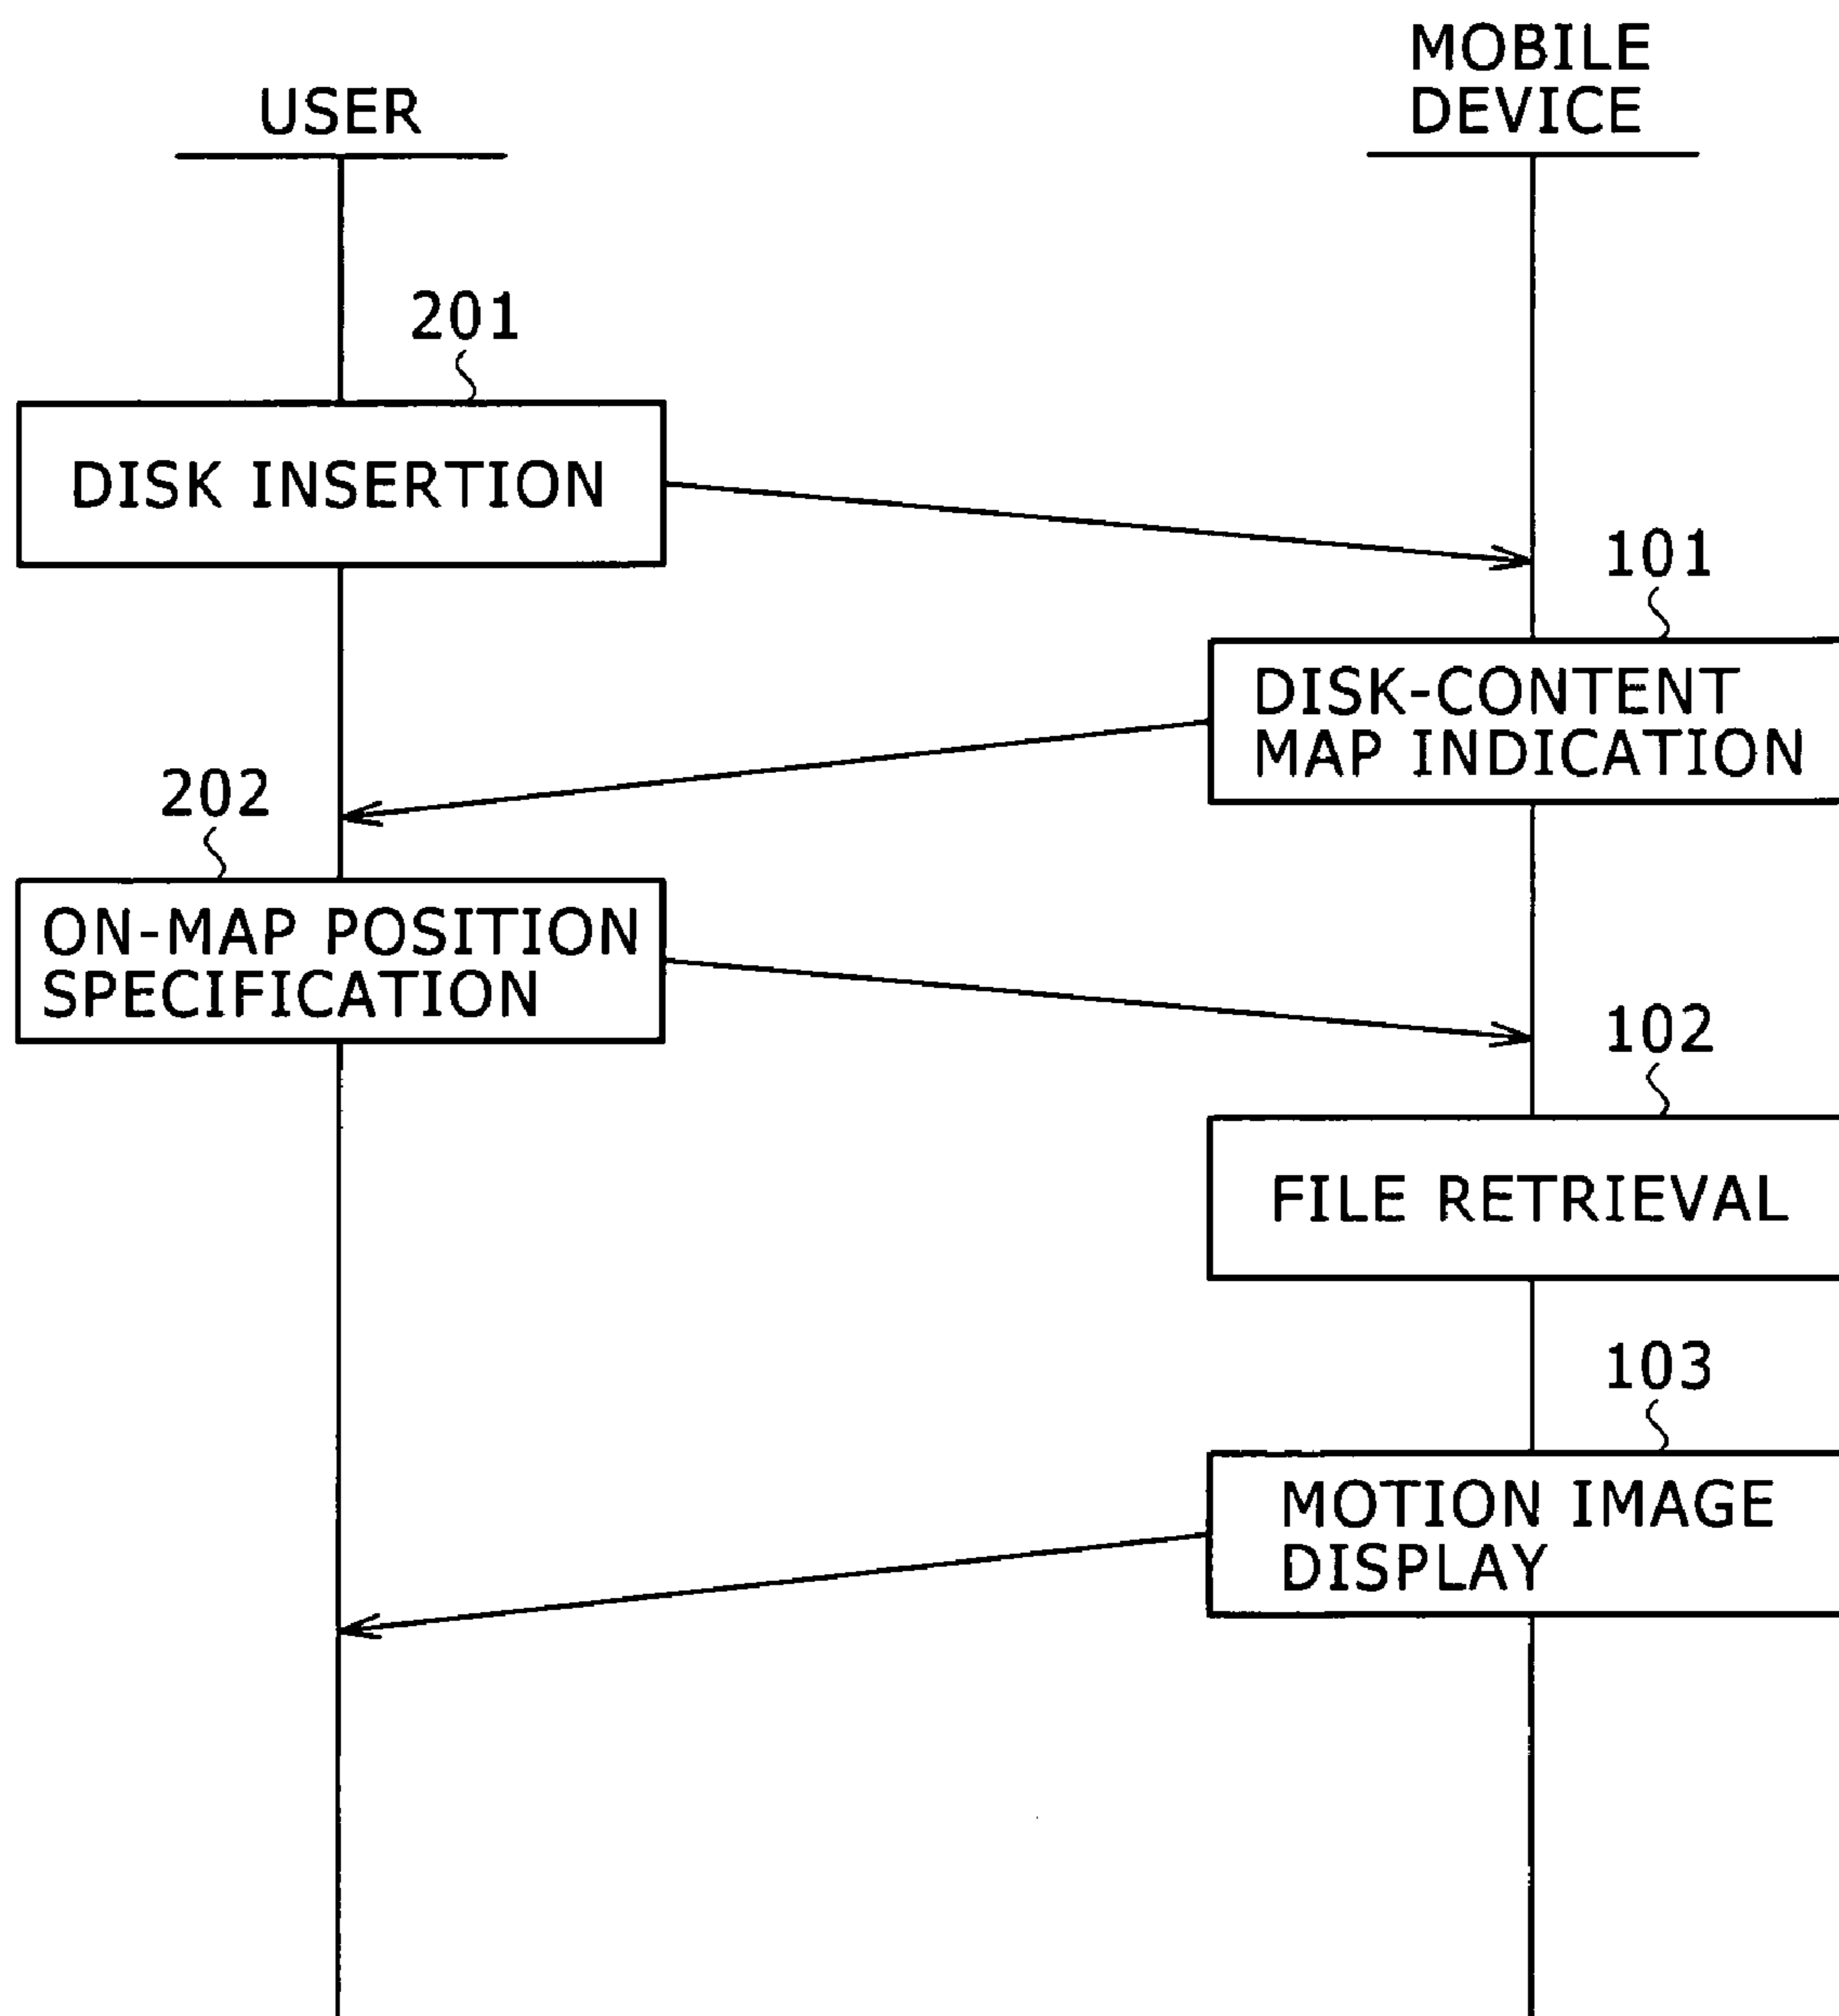 USER
MOBILE
DEVICE
201
DISK INSERTION
101
DISK-CONTENT
MAP INDICATION
202
ON-MAP POSITION
SPECIFICATION
102
FILE RETRIEVAL
103
MOTION IMAGE
DISPLAY